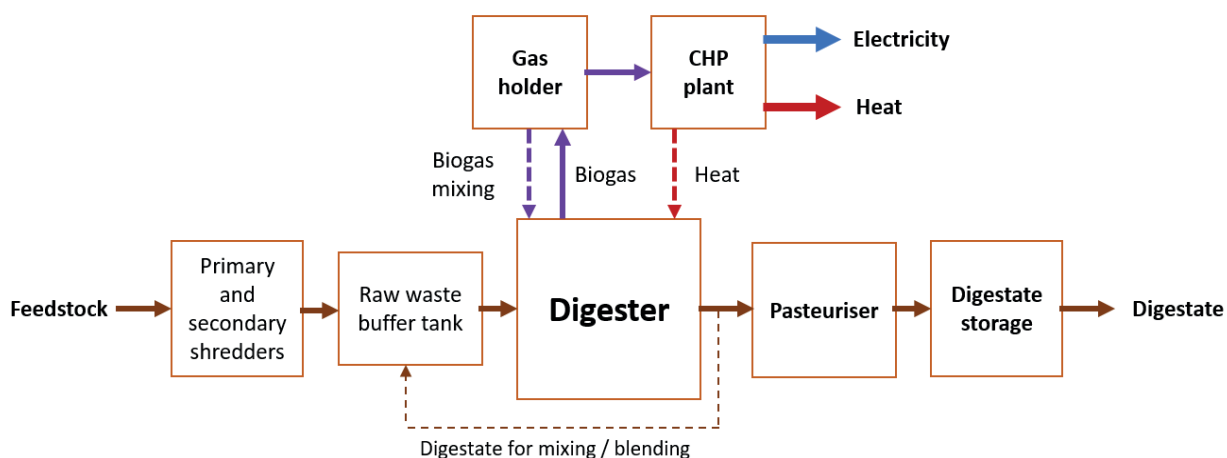 Gas
holder
CHP
plant
Electricity
Heat
Biogas
mixing
Biogas
Heat
Feedstock
Primary
and
secondary
shredders
Raw waste
buffer tank
Digester
Pasteuriser
Digestate
storage
Digestate
Digestate for mixing / blending